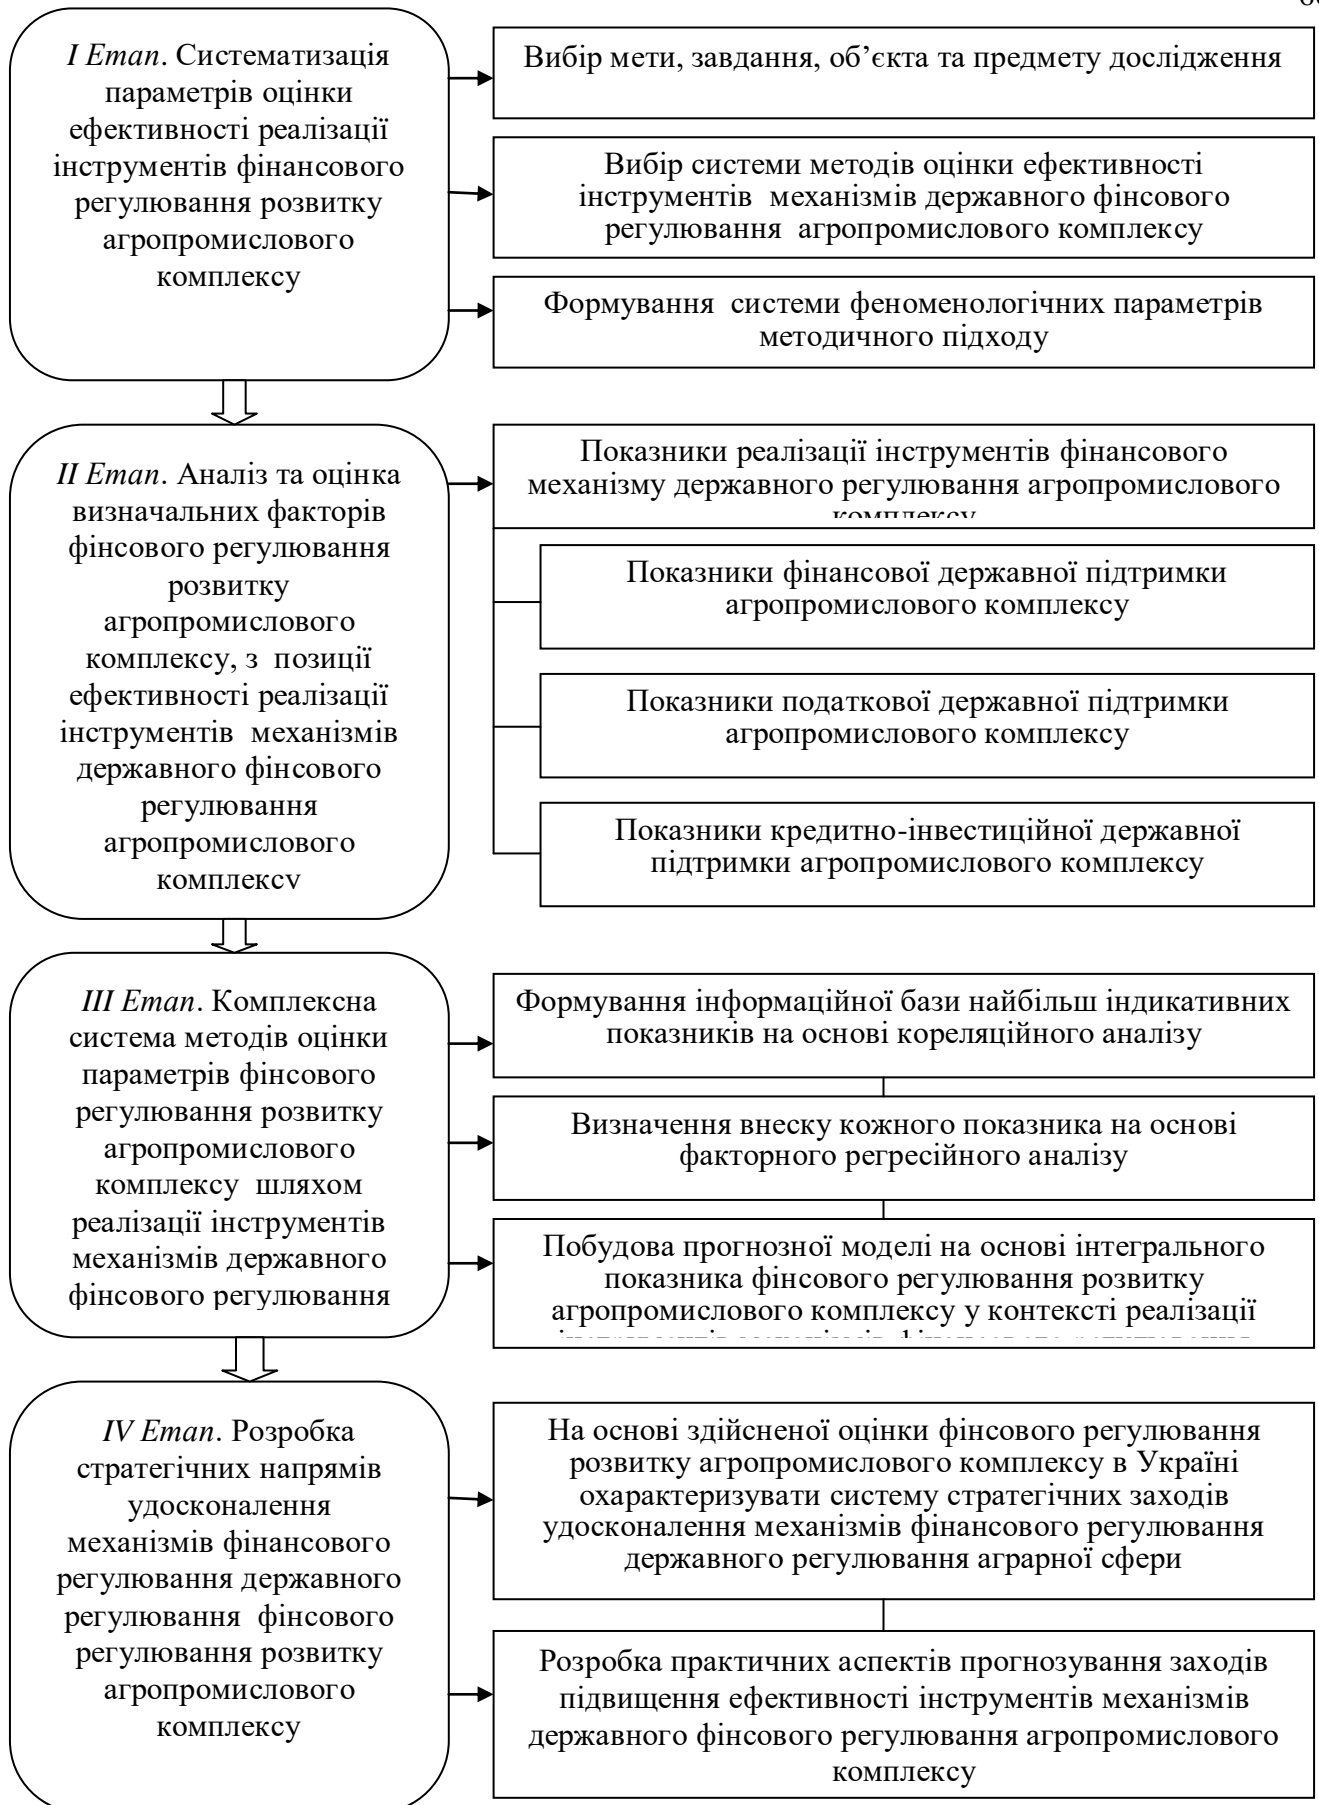 І Етап. Систематизація
параметрів оцінки
ефективності реалізації
інструментів фінансового
регулювання розвитку
агропромислового
комплексу
Вибір мети, завдання, об’єкта та предмету дослідження
Вибір системи методів оцінки ефективності
інструментів механізмів державного фінсового
регулювання агропромислового комплексу
Формування системи феноменологічних параметрів
методичного підходу
ІІ Етап. Аналіз та оцінка
визначальних факторів
фінсового регулювання
розвитку
агропромислового
комплексу, з позиції
ефективності реалізації
інструментів механізмів
державного фінсового
регулювання
агропромислового
комплексу
Показники реалізації інструментів фінансового
механізму державного регулювання агропромислового
комплексу
Показники фінансової державної підтримки
агропромислового комплексу
Показники податкової державної підтримки
агропромислового комплексу
Показники кредитно-інвестиційної державної
підтримки агропромислового комплексу
ІІІ Етап. Комплексна
система методів оцінки
параметрів фінсового
регулювання розвитку
агропромислового
комплексу шляхом
реалізації інструментів
механізмів державного
фінсового регулювання
Формування інформаційної бази найбільш індикативних
показників на основі кореляційного аналізу
Визначення внеску кожного показника на основі
факторного регресійного аналізу
Побудова прогнозної моделі на основі інтегрального
показника фінсового регулювання розвитку
агропромислового комплексу у контексті реалізації
IV Етап. Розробка
стратегічних напрямів
удосконалення
механізмів фінансового
регулювання державного
регулювання фінсового
регулювання розвитку
агропромислового
комплексу
На основі здійсненої оцінки фінсового регулювання
розвитку агропромислового комплексу в Україні
охарактеризувати систему стратегічних заходів
удосконалення механізмів фінансового регулювання
державного регулювання аграрної сфери
Розробка практичних аспектів прогнозування заходів
підвищення ефективності інструментів механізмів
державного фінсового регулювання агропромислового
комплексу